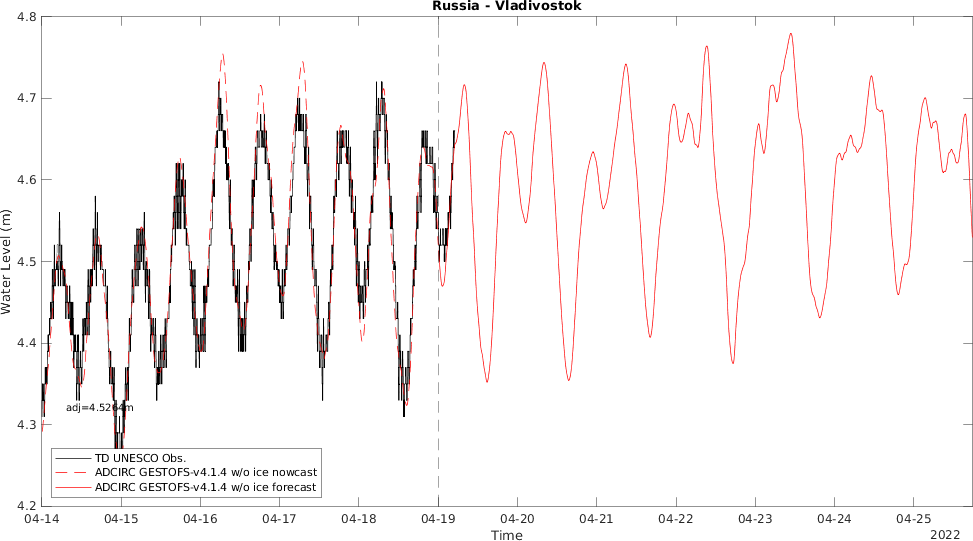 Russia - Vladivostok
4.8
4.7
4.6
4.5
4.4
4.3
4.2
Water Level (m)
adj=4.5264m
TD UNESCO Obs.
ADCIRC GESTOFS-v4.1.4 w/o ice nowcast
ADCIRC GESTOFS-v4.1.4 w/o ice forecast
04-14 04-15 04-16 04-17 04-18 04-19 04-20 04-21 04-22 04-23 04-24 04-25
Time
2022